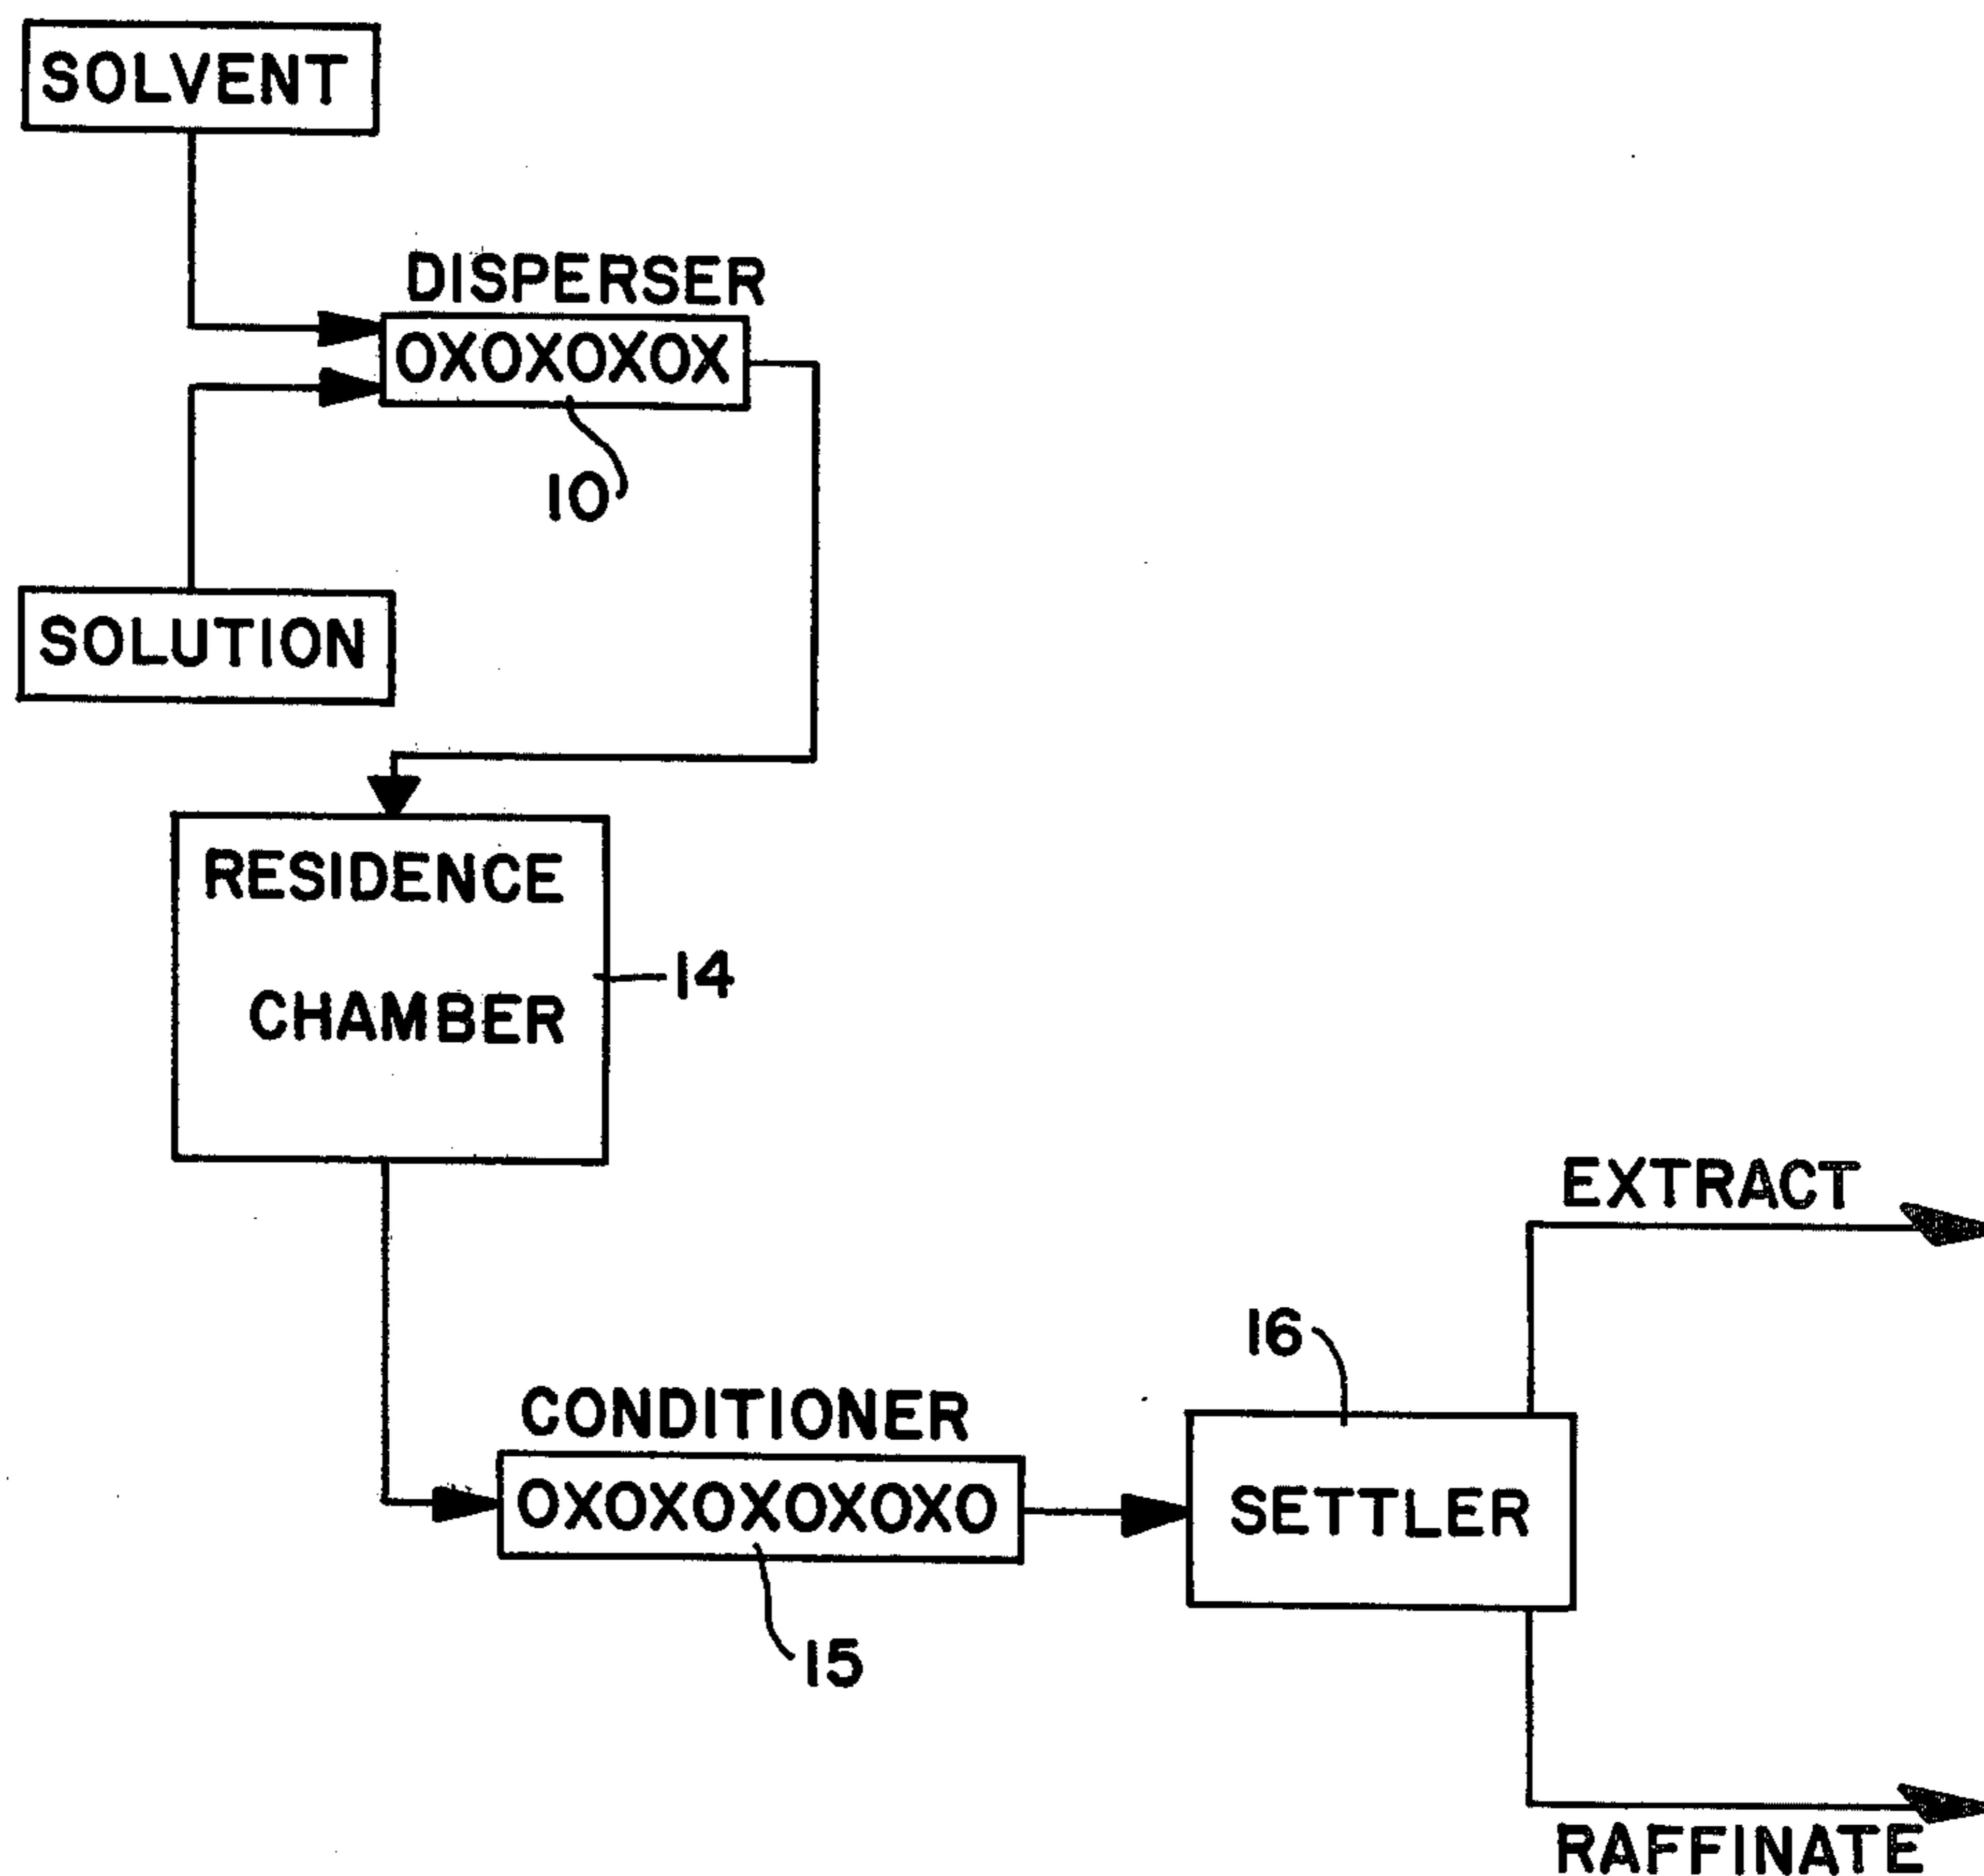 SOLVENT
DISPERSER
OXOXOXOX
10
SOLUTION
RESIDENCE
CHAMBER
14
EXTRACT
16
CONDITIONER
OXOXOXOXOXO
SETTLER
15
RAFFINATE